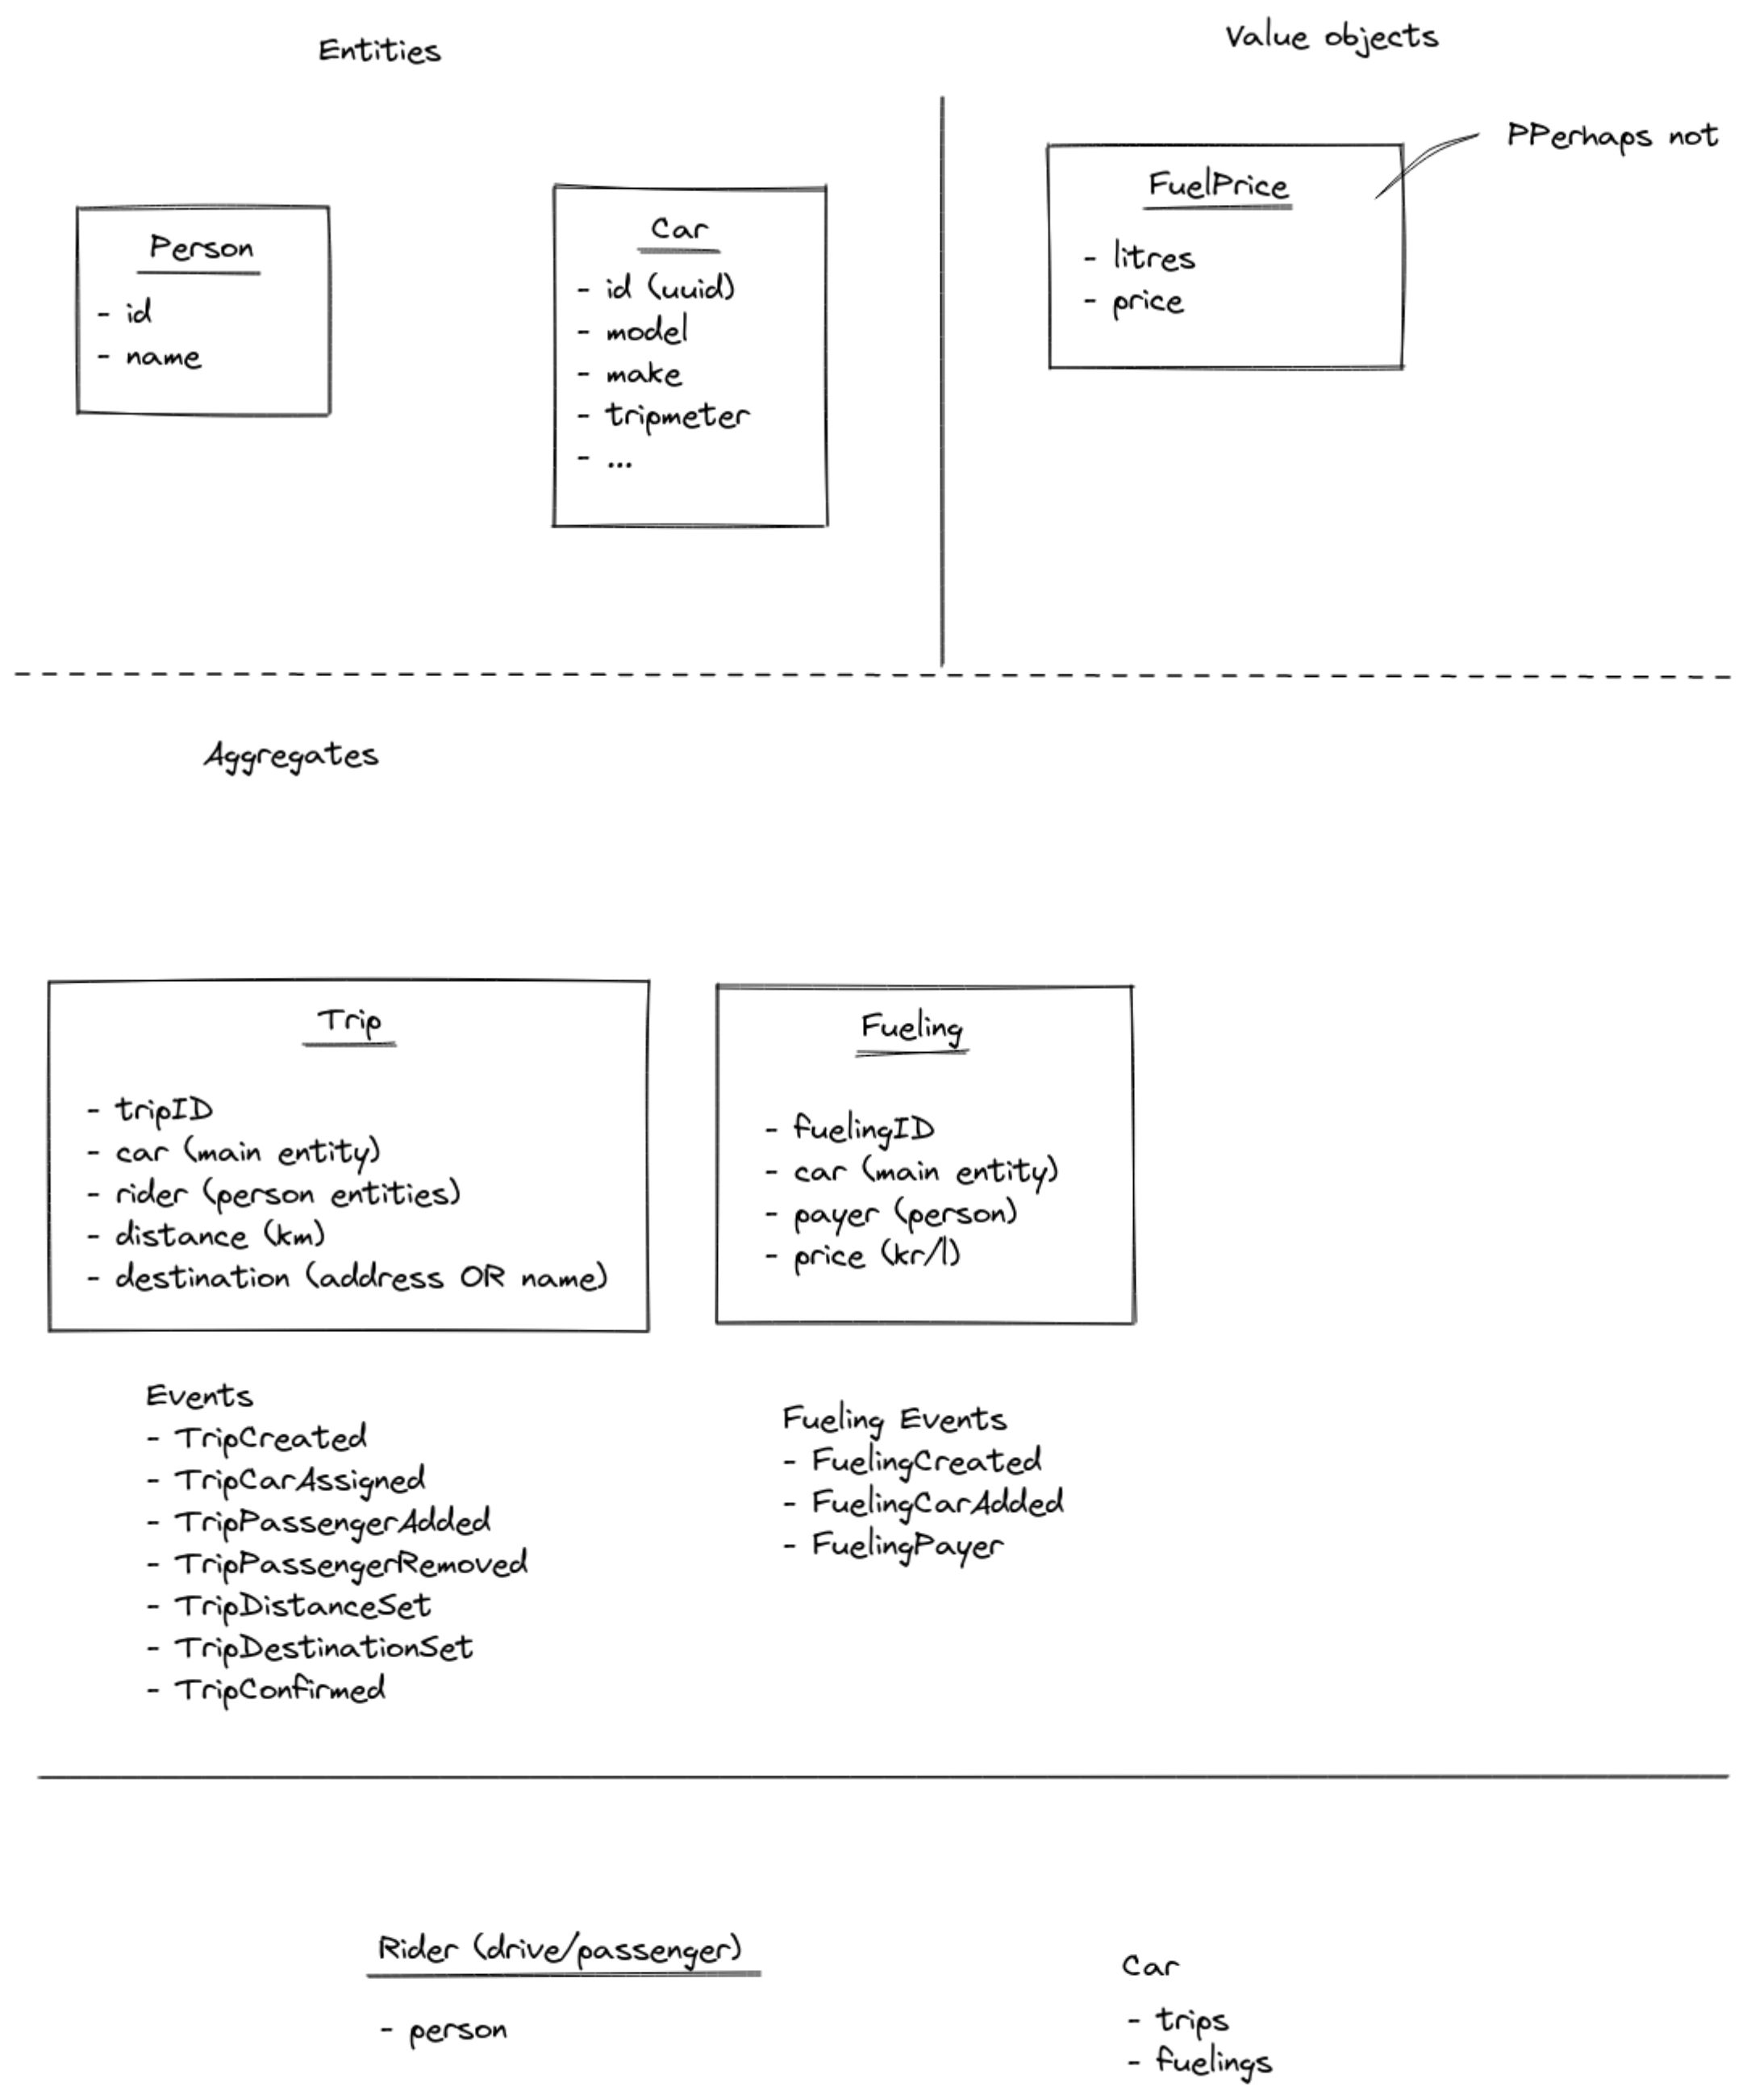 Entities
Value objects
PPerhaps not
Person
- id
- name
Car
- id (uuid)
- model
- make
- tripmeter
- ...
FuelPrice
- litres
- price
Aggregates
Trip
- tripID
- car (main entity)
- rider (person entities)
- distance (km)
- destination (address OR name)
Fueling
- fuelingID
- car (main entity)
- payer (person)
- price (kr/l)
Events
- TripCreated
- TripCarAssigned
- TripPassengerAdded
- TripPassengerRemoved
- TripDistanceSet
- TripDestinationSet
- TripConfirmed
Fueling Events
- FuelingCreated
- FuelingCarAdded
- FuelingPayer
Rider (drive/passenger)
- person
Car
- trips
- fuelings